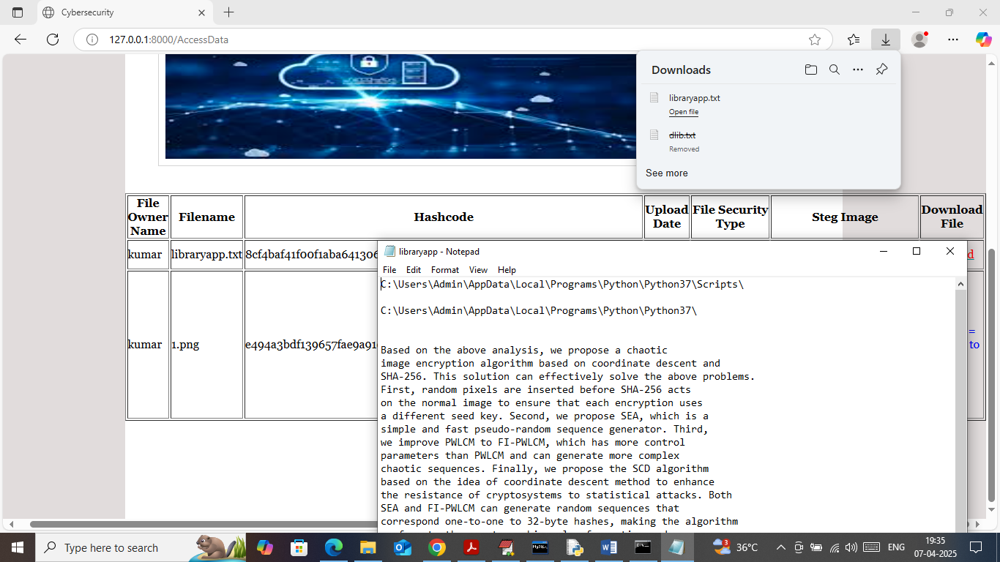 Cybersecurity
127.0.0.1:8000/AccessData
Downloads
libraryapp.txt
Open file
dlib.txt
Removed
See more
File Owner Name
Filename
Hashcode
Upload Date
File Security Type
Steg Image
Download File
kumar
libraryapp.txt
8cf4baf41f00f1aba641306
d
kumar
1.png
e494a3bdf139657fae9a91
=
to
libraryapp - Notepad
File Edit Format View Help
C:\Users\Admin\AppData\Local\Programs\Python\Python37\Scripts\
C:\Users\Admin\AppData\Local\Programs\Python\Python37\
Based on the above analysis, we propose a chaotic
image encryption algorithm based on coordinate descent and
SHA-256. This solution can effectively solve the above problems.
First, random pixels are inserted before SHA-256 acts
on the normal image to ensure that each encryption uses
a different seed key. Second, we propose SEA, which is a
simple and fast pseudo-random sequence generator. Third,
we improve PWLCM to FI-PWLCM, which has more control
parameters than PWLCM and can generate more complex
chaotic sequences. Finally, we propose the SCD algorithm
based on the idea of coordinate descent method to enhance
the resistance of cryptosystems to statistical attacks. Both
SEA and FI-PWLCM can generate random sequences that
correspond one-to-one to 32-byte hashes, making the algorithm
Type here to search
3
36°C
ENG
19:35
07-04-2025